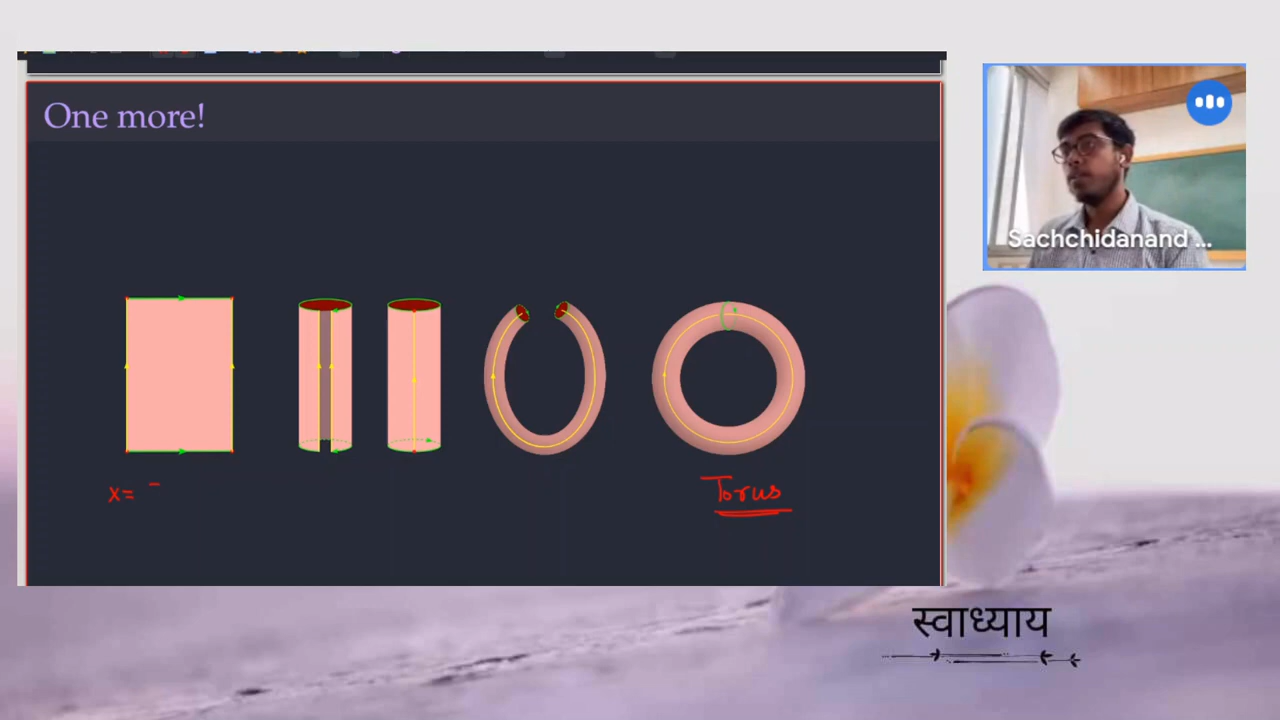 One more!
Sachchidanand ...
x=
Torus
स्वाध्याय